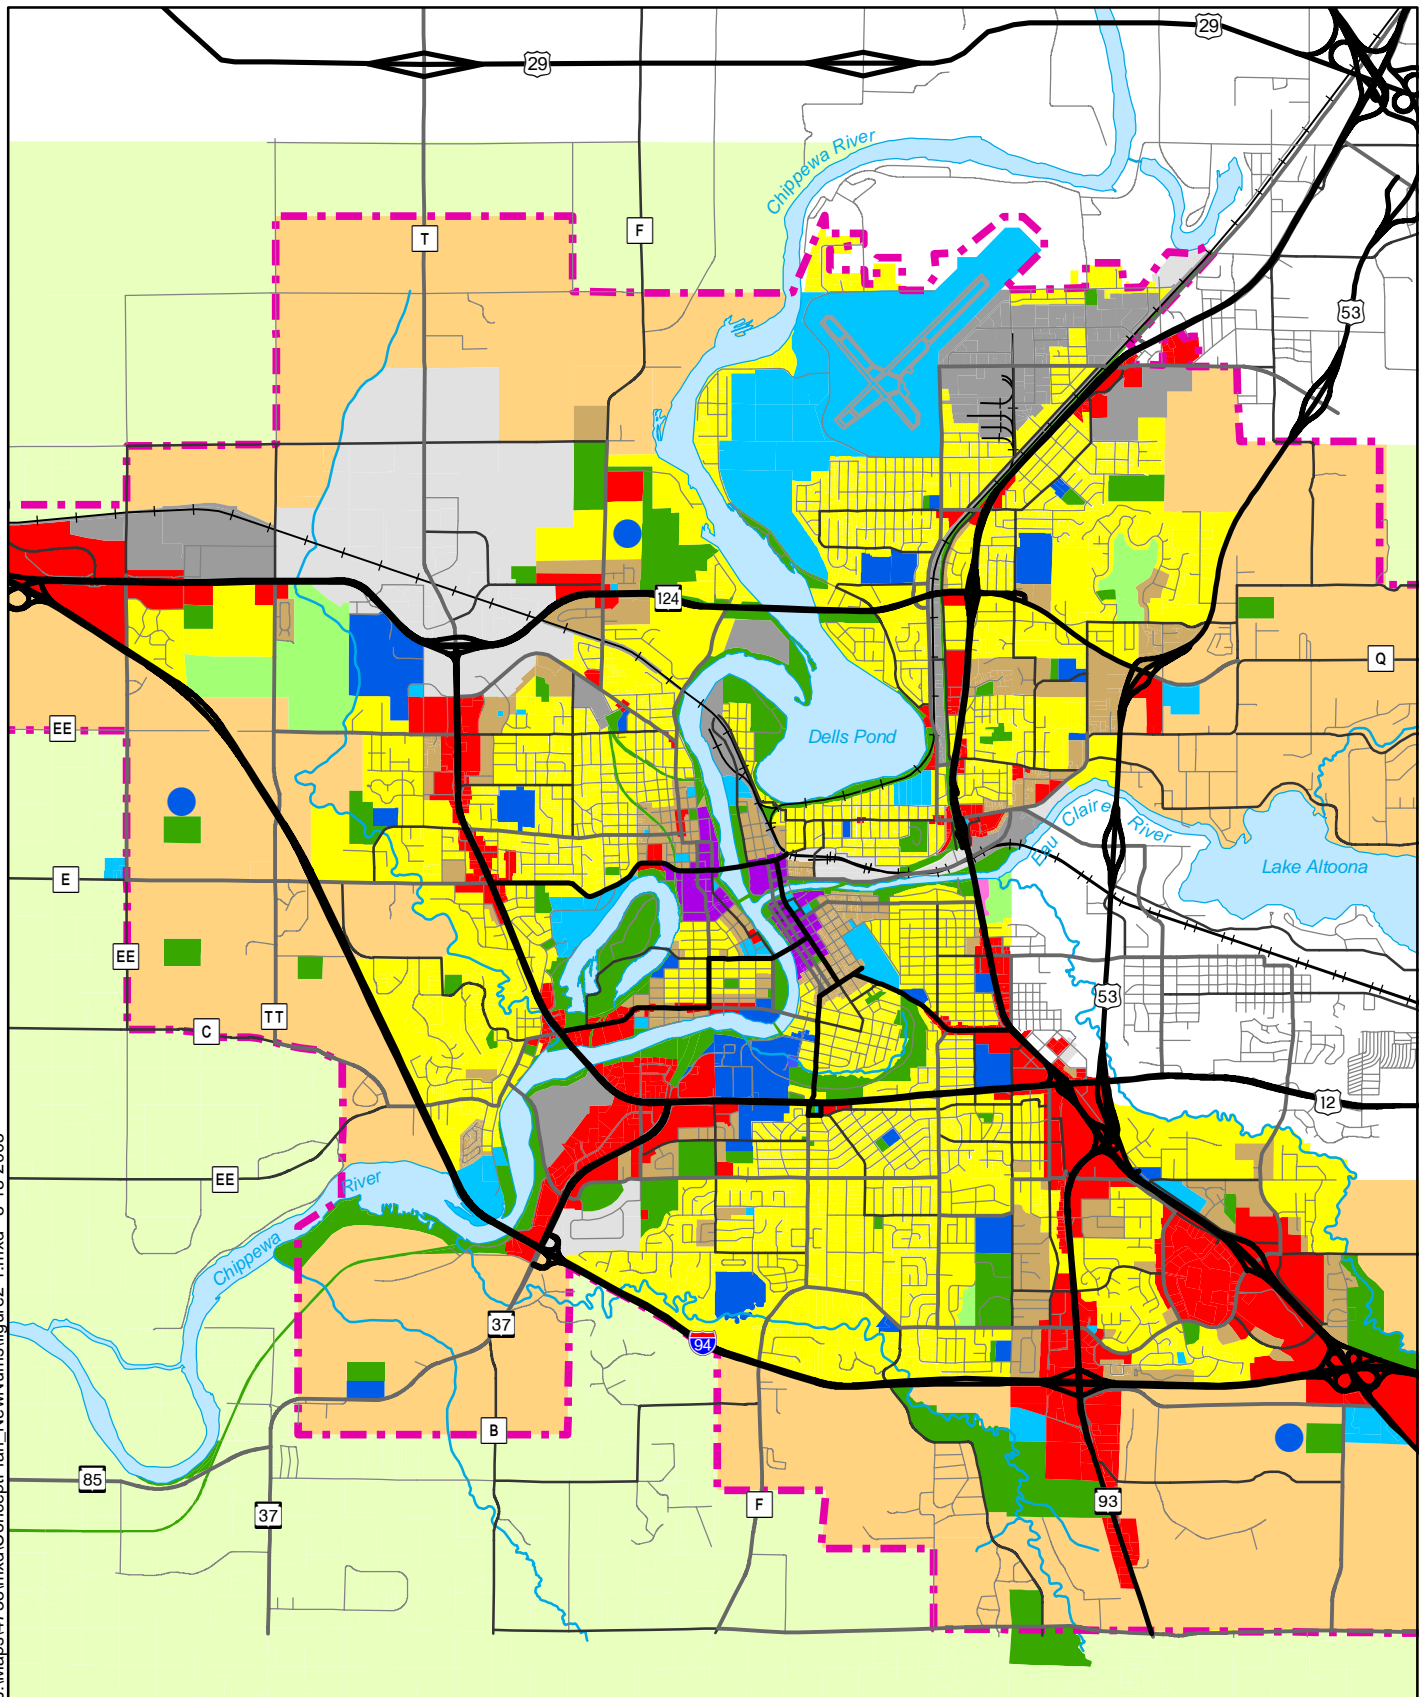 29
29
Chippewa River
T
F
53
124
Q
EE
Dells Pond
Eau Claire River
Lake Altoona
E
EE
53
TT
C
12
EE
River
Chippewa
37
94
B
85
F
93
37